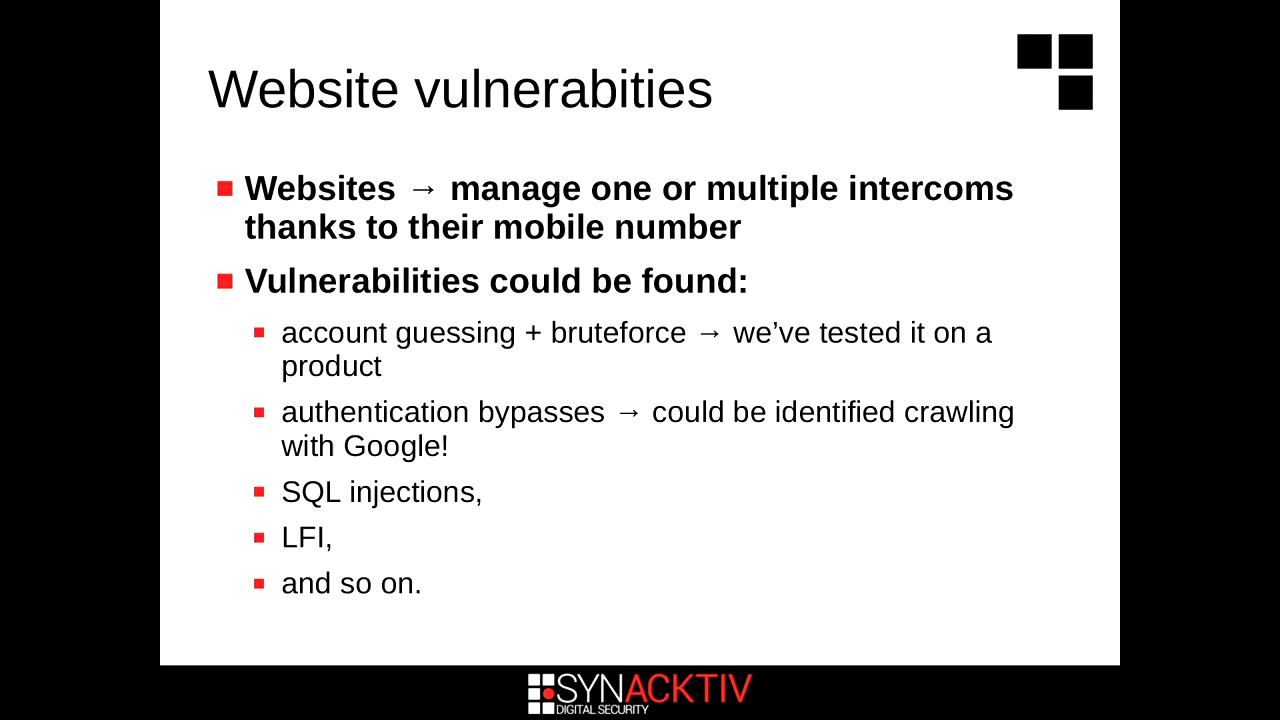 Website vulnerabities
Websites → manage one or multiple intercoms
thanks to their mobile number
Vulnerabilities could be found:
account guessing + bruteforce → we’ve tested it on a
product
authentication bypasses → could be identified crawling
with Google!
SQL injections,
LFI,
and so on.
SYNACKTIV
DIGITAL SECURITY